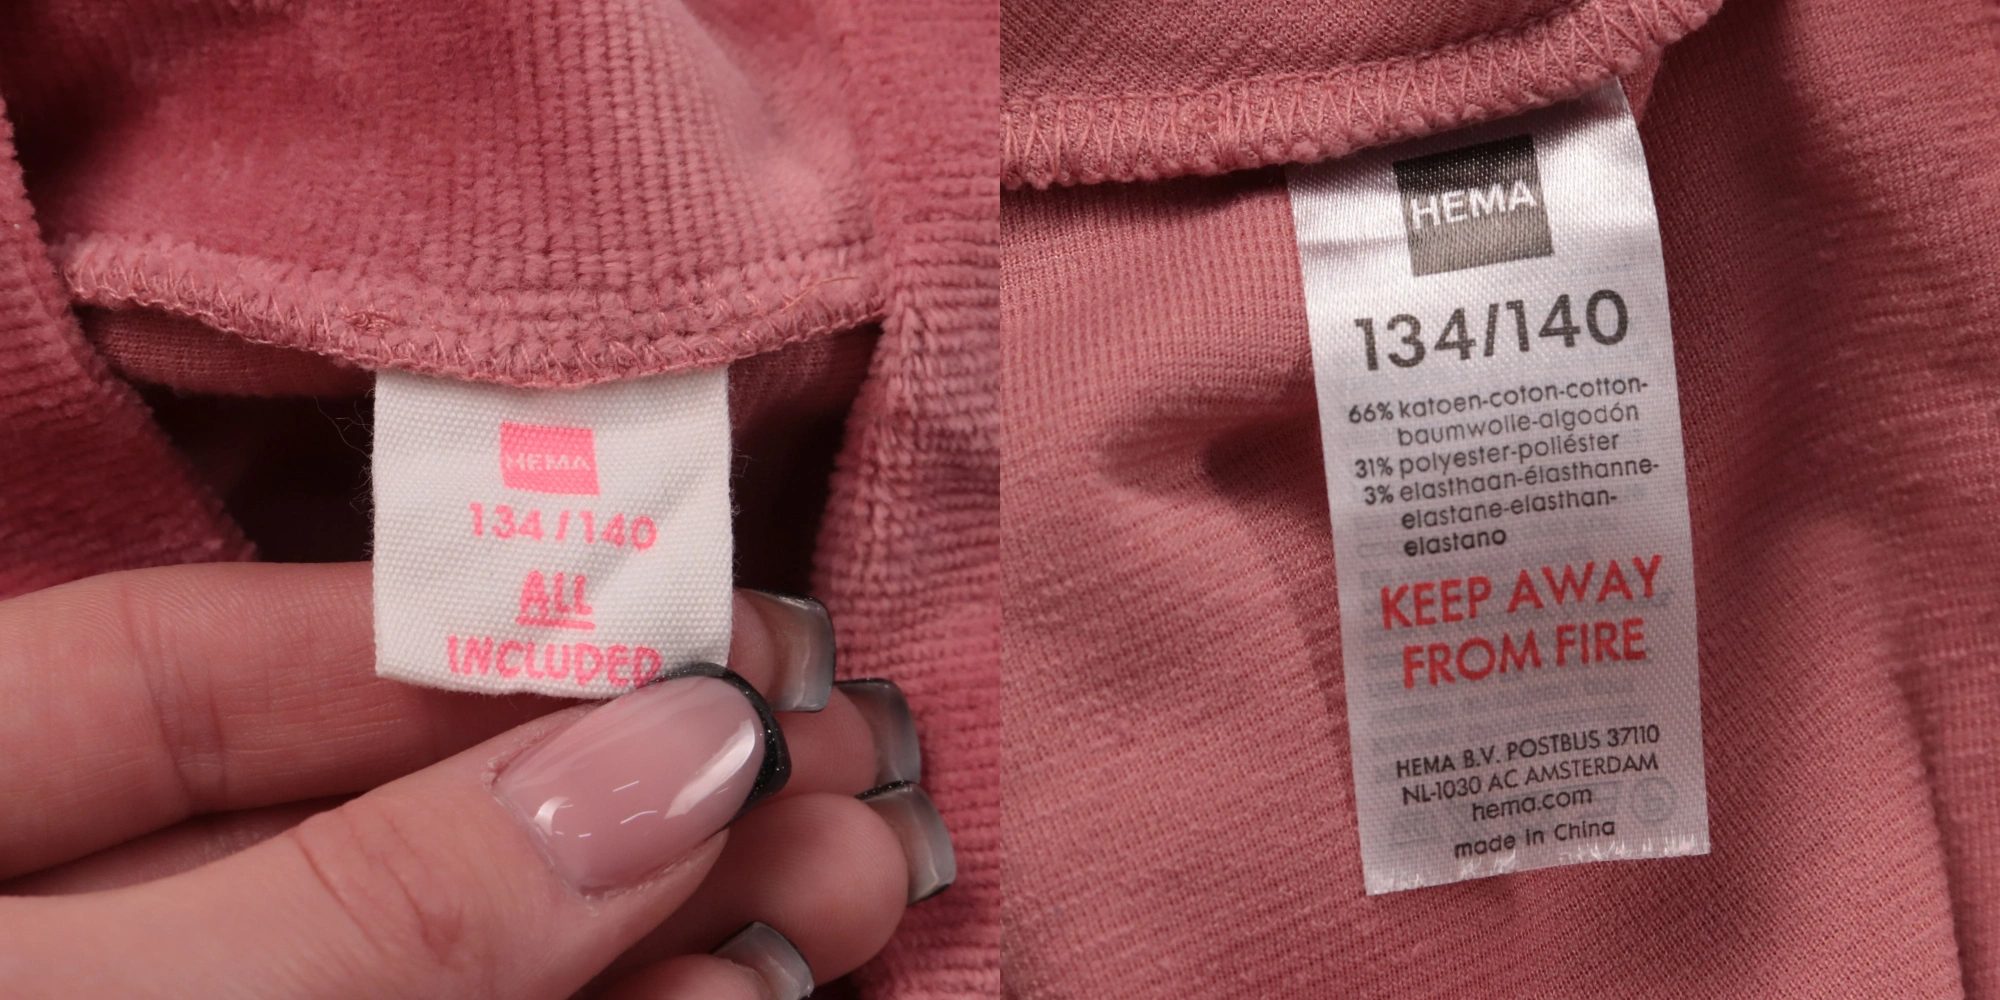 HEMA
134/140
ALL
INCLUDED
HEMA
134/140
66% katoen-coton-cotton-
baumwolle-algodón
31% polyester-poliéster
3% elasthaan-élasthanne-
elastane-elasthan-
elastano
KEEP AWAY
FROM FIRE
HEMA B.V. POSTBUS 37110
NL-1030 AC AMSTERDAM
hema.com
made in China